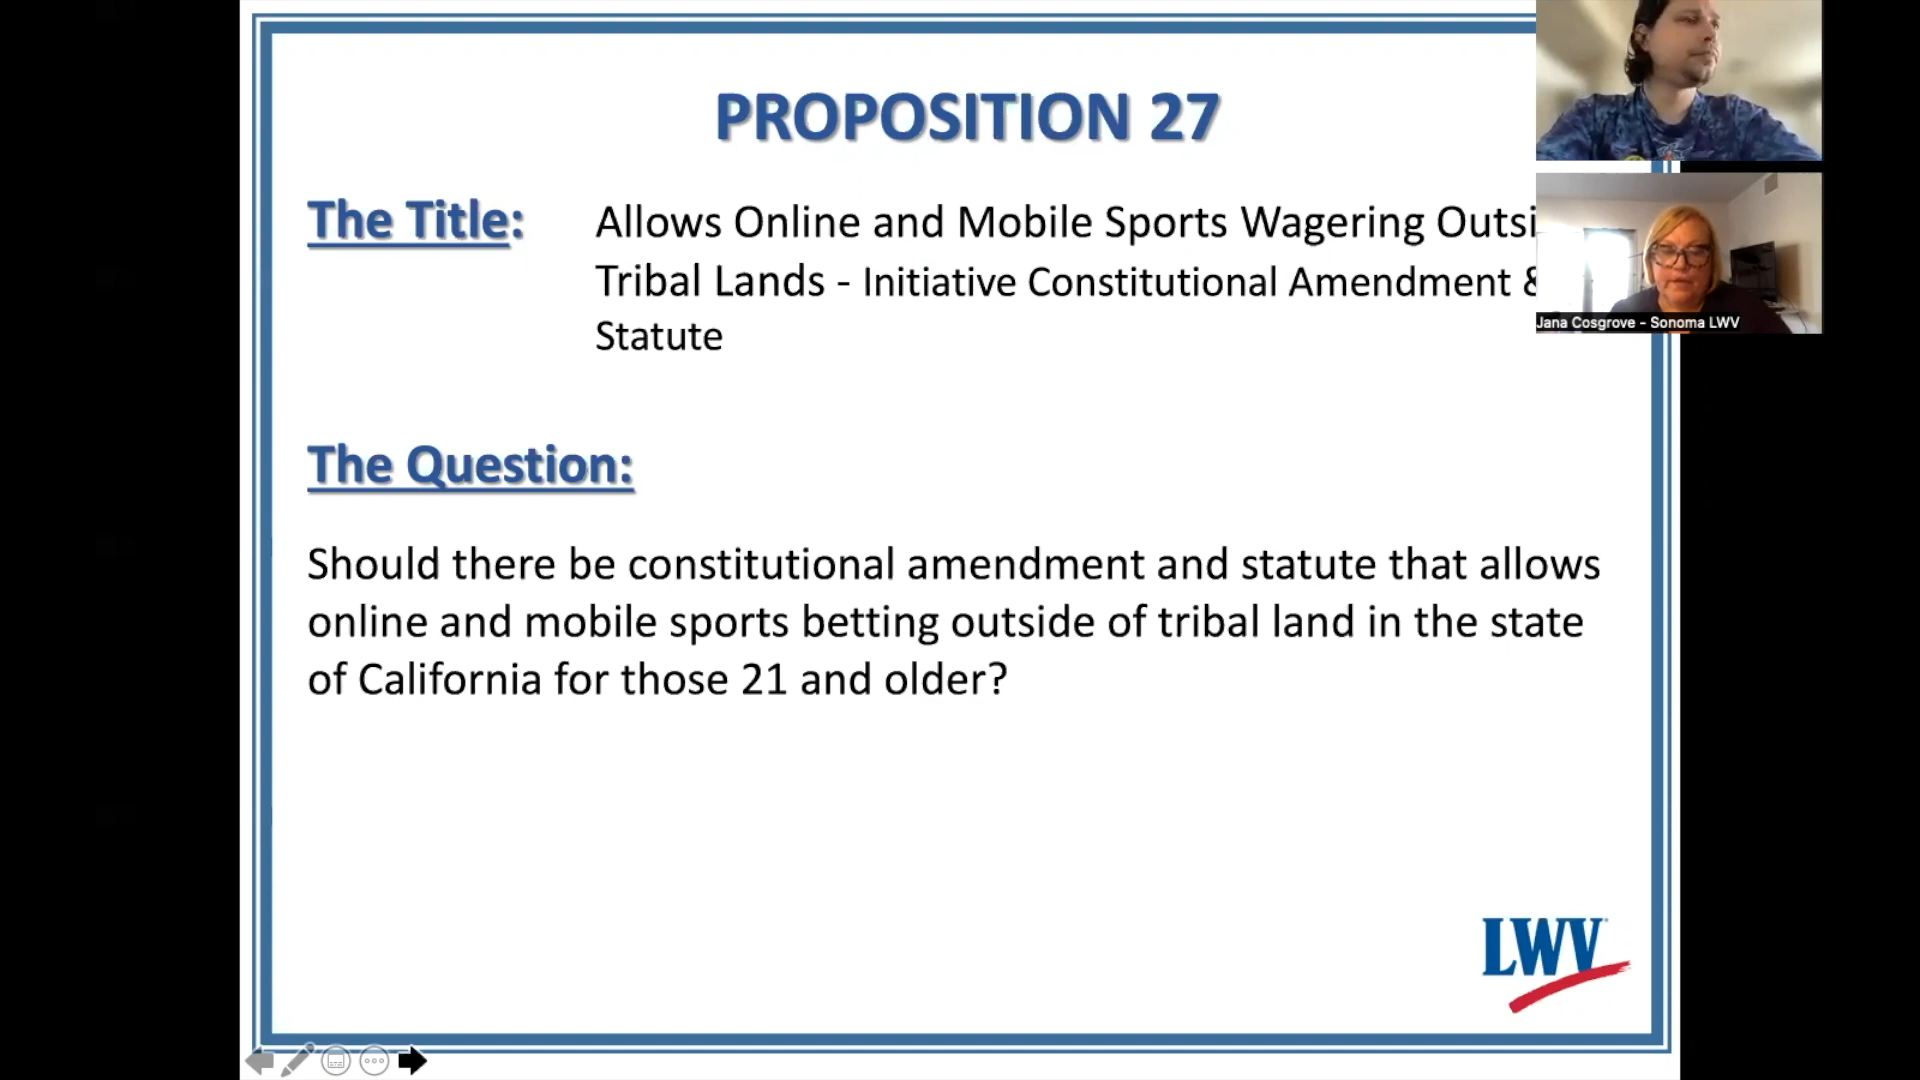 PROPOSITION 27
The Title: Allows Online and Mobile Sports Wagering Outsi
Tribal Lands - Initiative Constitutional Amendment &
Statute
Jana Cosgrove - Sonoma LWV
The Question:
Should there be constitutional amendment and statute that allows
online and mobile sports betting outside of tribal land in the state
of California for those 21 and older?
LWV